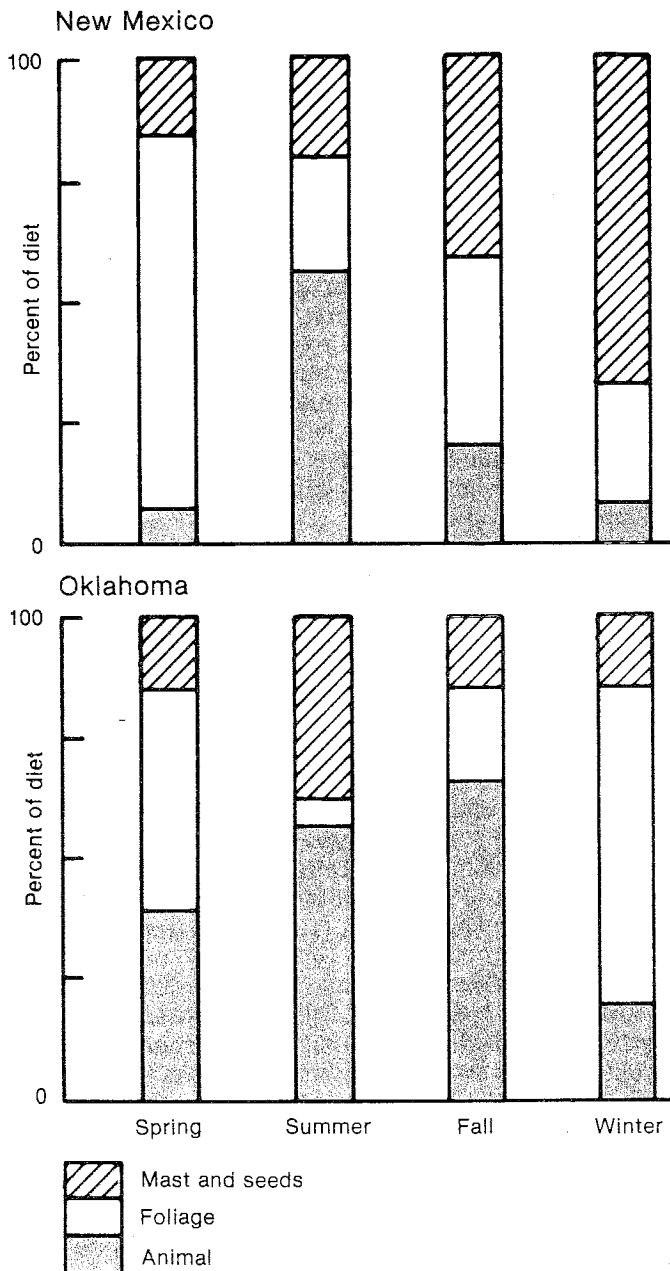 New Mexico
100
Percent of diet
0
Oklahoma
100
Percent of diet
0
Spring Summer Fall Winter
Mast and seeds
Foliage
Animal